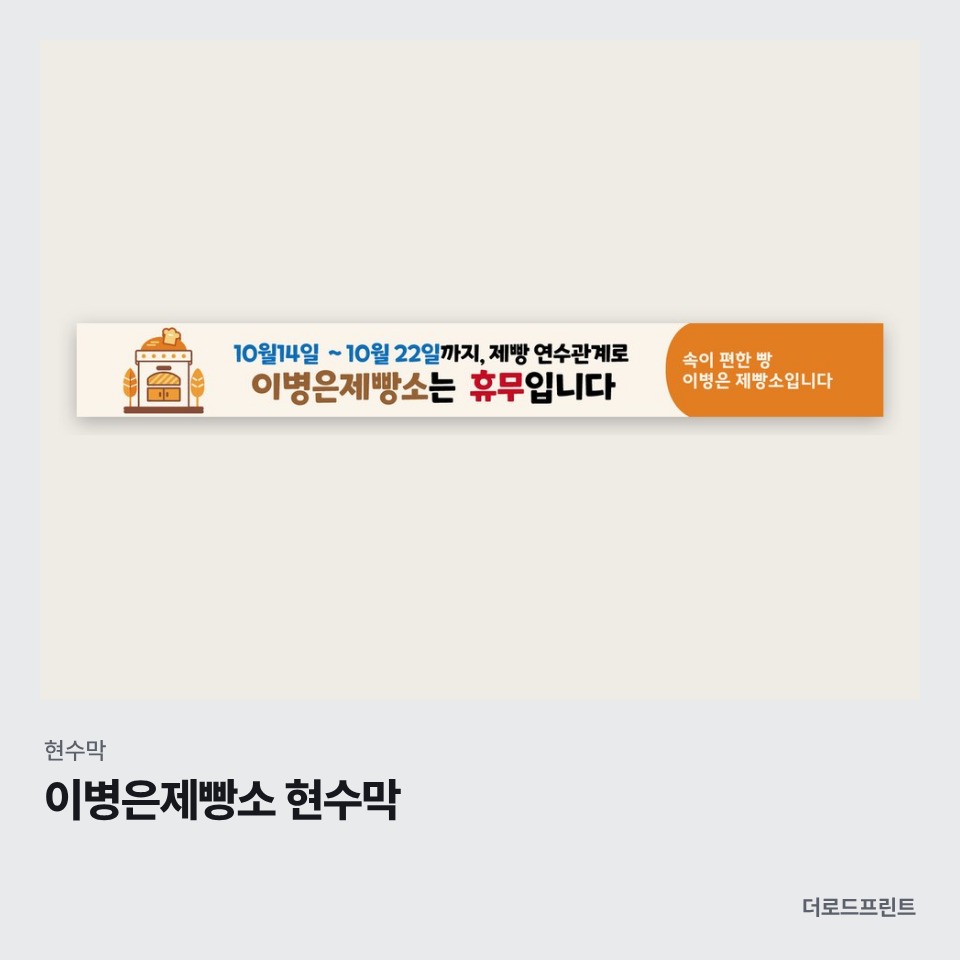 10월14일 ~ 10월 22일까지, 제빵 연수관계로
이병은제빵소는 휴무입니다
속이 편한 빵
이병은 제빵소입니다
현수막
이병은제빵소 현수막
더로드프린트